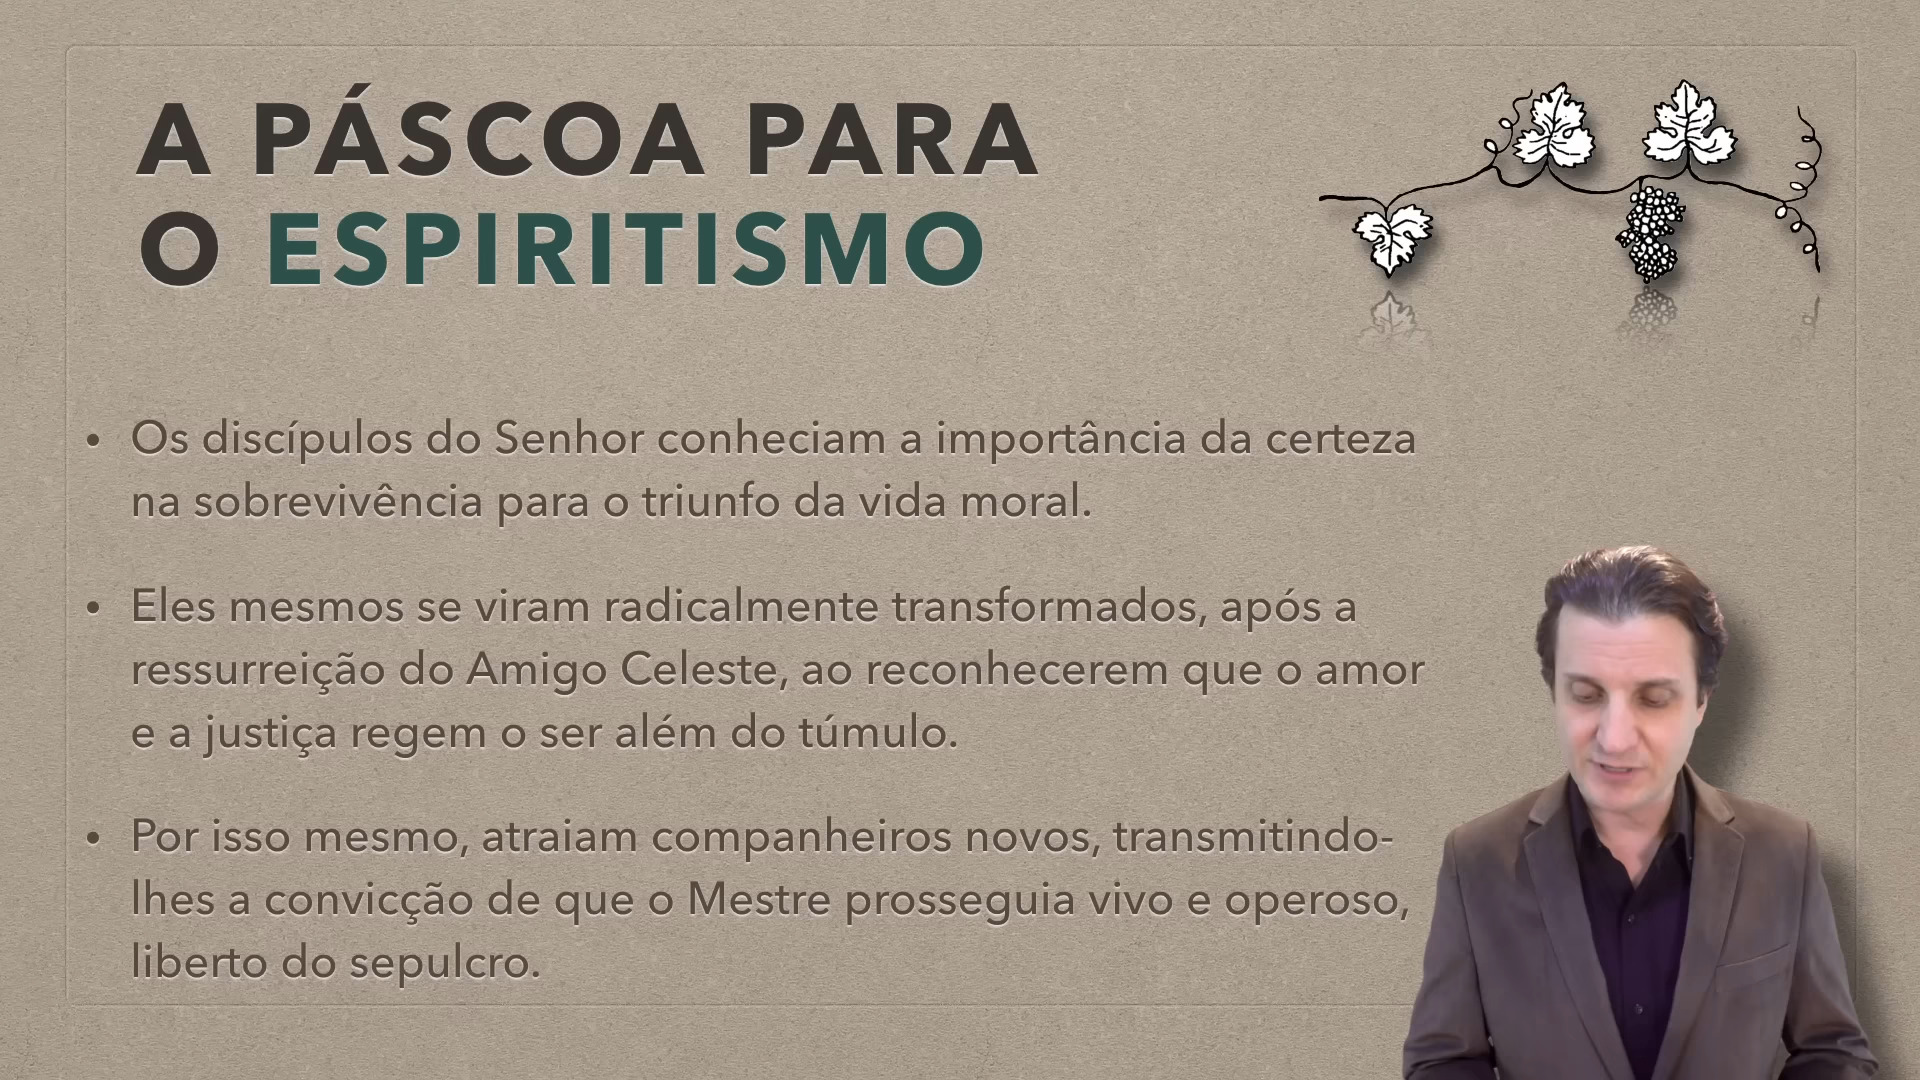 A PÁSCOA PARA
O ESPIRITISMO
• Os discípulos do Senhor conheciam a importância da certeza
na sobrevivência para o triunfo da vida moral.
• Eles mesmos se viram radicalmente transformados, após a
ressurreição do Amigo Celeste, ao reconhecerem que o amor
e a justiça regem o ser além do túmulo.
• Por isso mesmo, atraiam companheiros novos, transmitindo-
lhes a convicção de que o Mestre prosseguia vivo e operoso,
liberto do sepulcro.